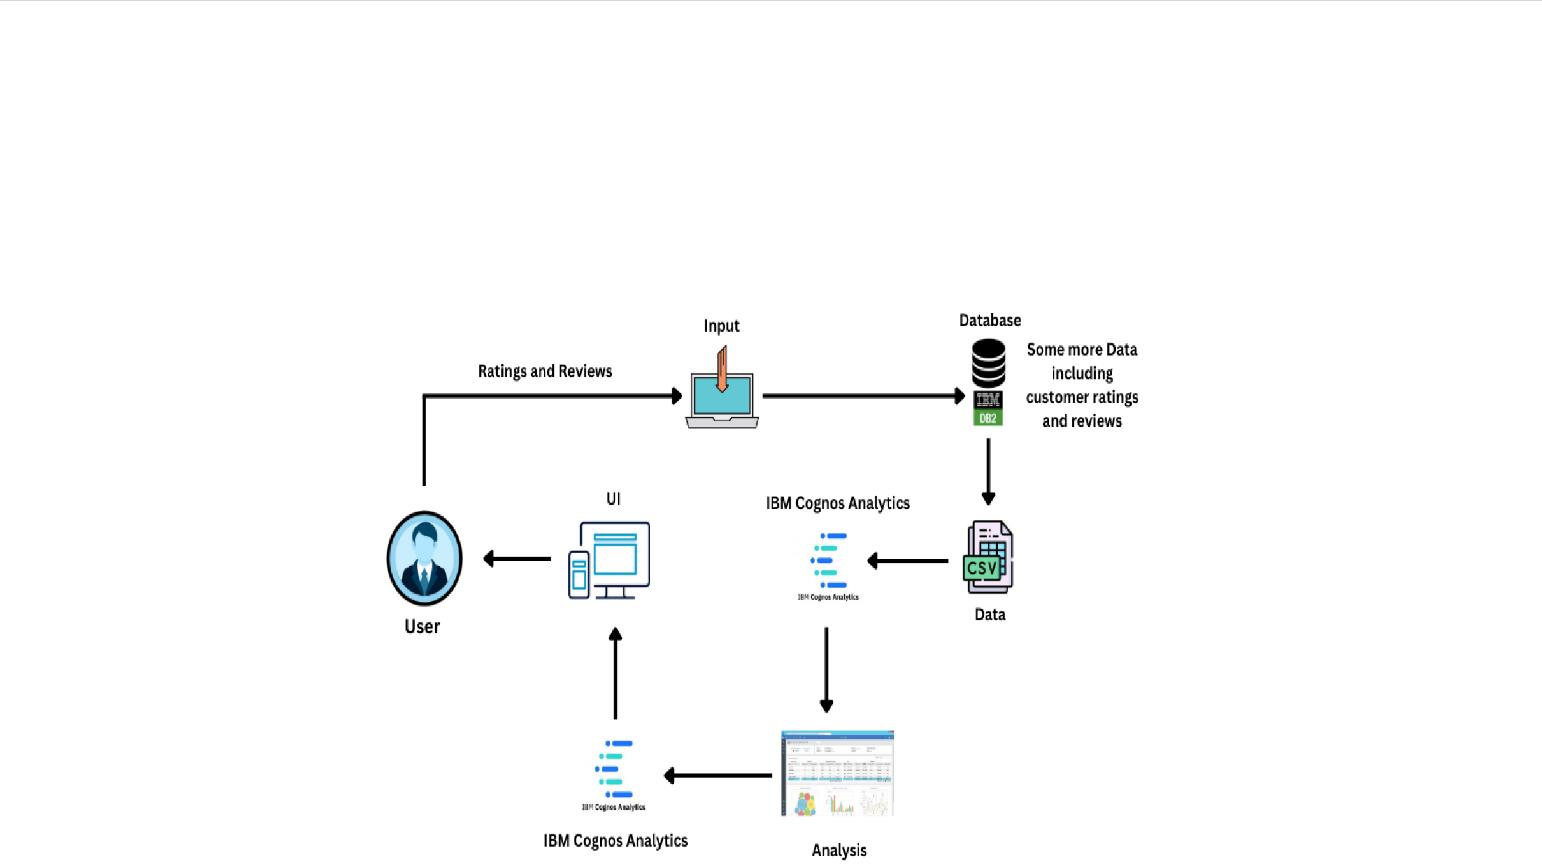 Input
Database
Ratings and Reviews
Some more Data
including
customer ratings
and reviews
IBM
DB2
UI
IBM Cognos Analytics
CSV
IBM Cognos Analytics
Data
User
IBM Cognos Analytics
IBM Cognos Analytics
Analysis